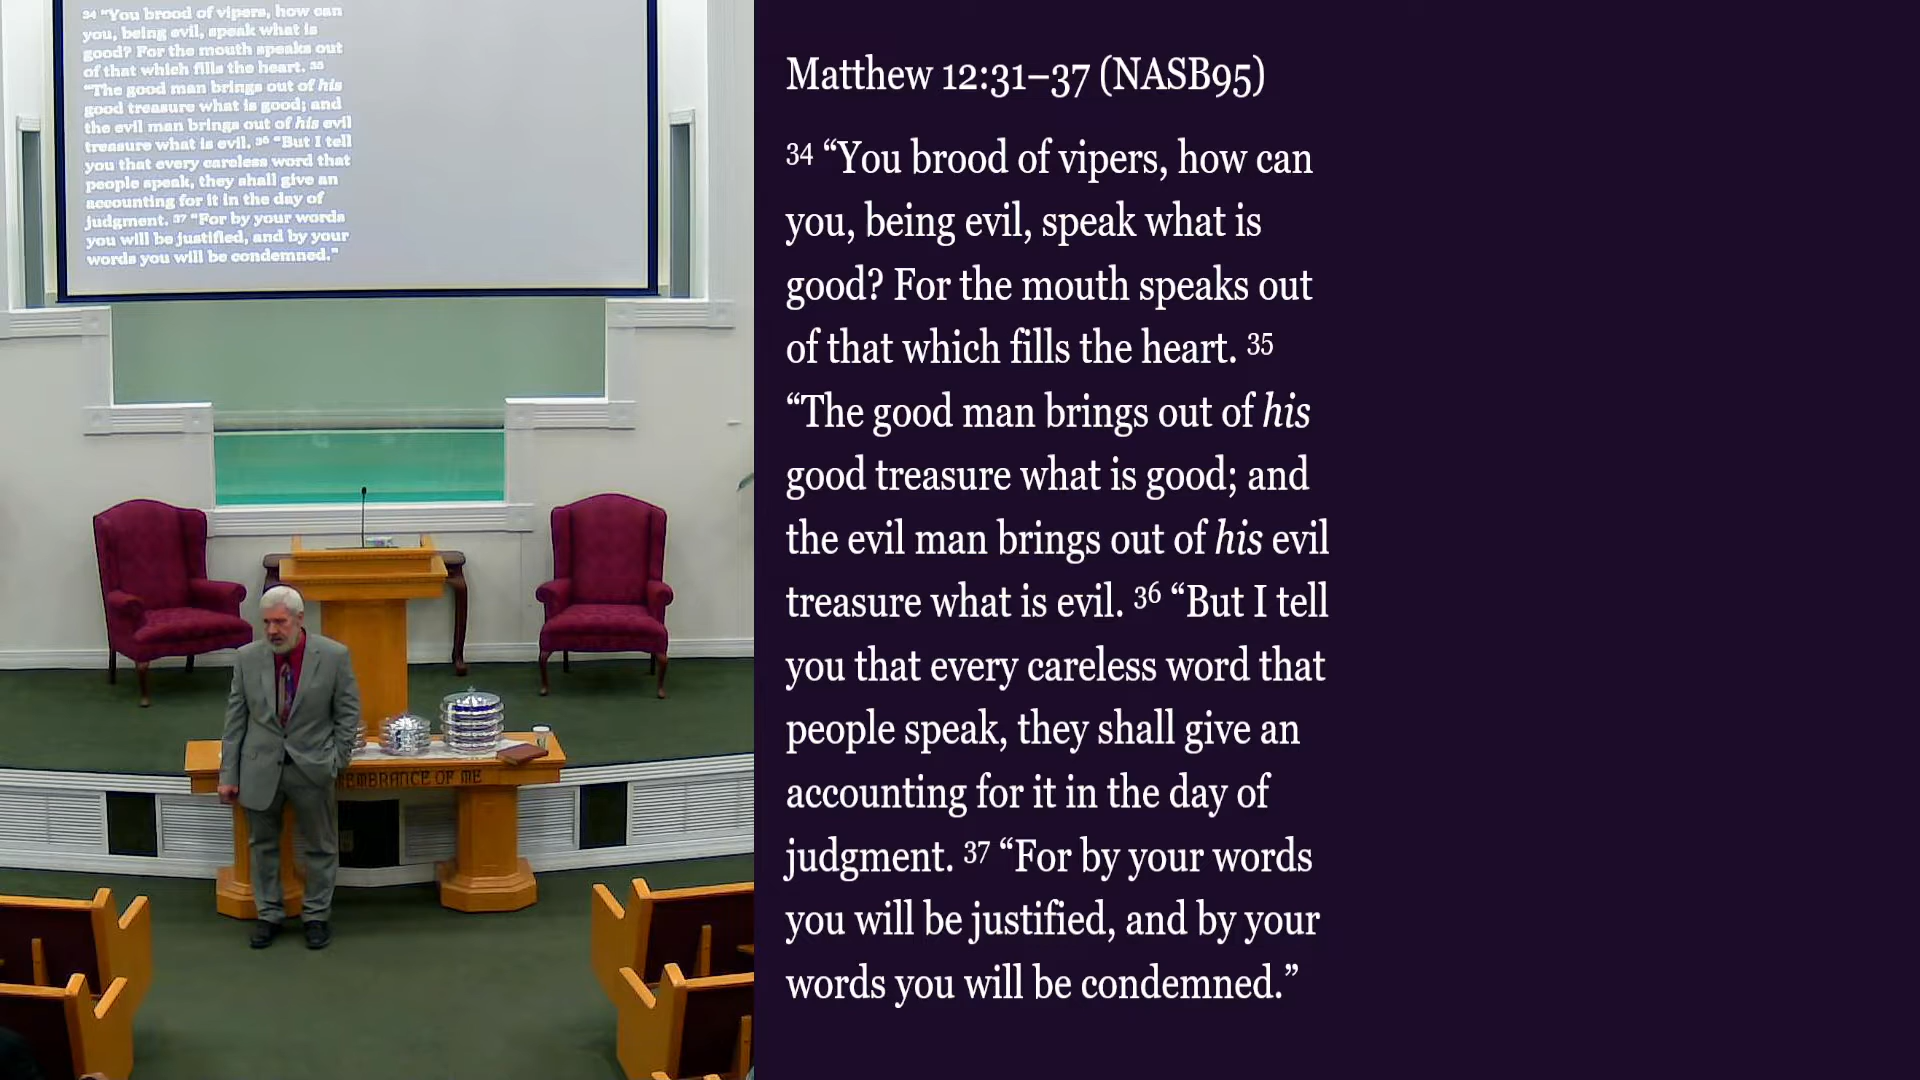 34 “You brood of vipers, how can
you, being evil, speak what is
good? For the mouth speaks out
of that which fills the heart. 35
“The good man brings out of his
good treasure what is good; and
the evil man brings out of his evil
treasure what is evil. 36 “But I tell
you that every careless word that
people speak, they shall give an
accounting for it in the day of
judgment. 37 “For by your words
you will be justified, and by your
words you will be condemned.”
EMBRANCE OF ME
Matthew 12:31–37 (NASB95)
34 “You brood of vipers, how can
you, being evil, speak what is
good? For the mouth speaks out
of that which fills the heart. 35
“The good man brings out of his
good treasure what is good; and
the evil man brings out of his evil
treasure what is evil. 36 “But I tell
you that every careless word that
people speak, they shall give an
accounting for it in the day of
judgment. 37 “For by your words
you will be justified, and by your
words you will be condemned.”